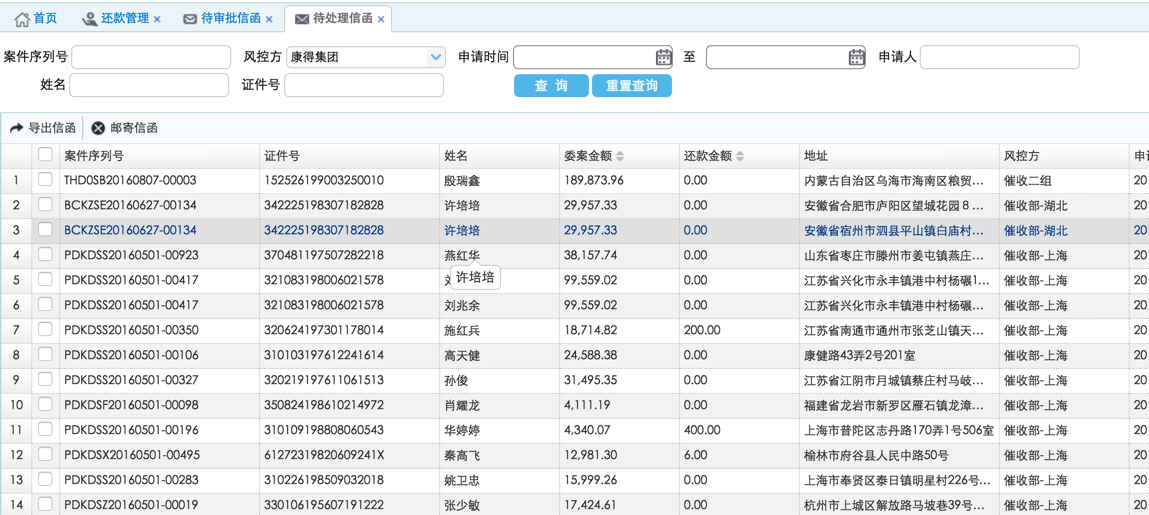 首页 还款管理 × 待审批信函 × 待处理信函 ×
案件序列号 风控方 康得集团 申请时间 至 申请人
姓名 证件号 查 询 重置查询
导出信函 邮寄信函
案件序列号 证件号 姓名 委案金额 还款金额 地址 风控方
1 THD0SB20160807-00003 152526199003250010 殷瑞鑫 189,873.96 0.00 内蒙古自治区乌海市海南区粮贸... 催收二组 20
2 BCKZSE20160627-00134 342225198307182828 许培培 29,957.33 0.00 安徽省合肥市庐阳区望城花园８... 催收部-湖北 20
3 BCKZSE20160627-00134 342225198307182828 许培培 29,957.33 0.00 安徽省宿州市泗县平山镇白庙村... 催收部-湖北 20
4 PDKDSS20160501-00923 370481197507282218 燕红华 38,157.74 0.00 山东省枣庄市滕州市姜屯镇燕庄... 催收部-上海 20
许培培
5 PDKDSS20160501-00417 321083198006021578 99,559.02 0.00 江苏省兴化市永丰镇港中村杨碾1... 催收部-上海 20
6 PDKDSS20160501-00417 321083198006021578 刘兆余 99,559.02 0.00 江苏省兴化市永丰镇港中村杨碾... 催收部-上海 20
7 PDKDSS20160501-00350 320624197301178014 施红兵 18,714.82 200.00 江苏省南通市通州市张芝山镇天... 催收部-上海 20
8 PDKDSS20160501-00106 310103197612241614 高天健 24,588.38 0.00 康健路43弄2号201室 催收部-上海 20
9 PDKDSS20160501-00327 320219197611061513 孙俊 31,495.35 0.00 江苏省江阴市月城镇蔡庄村马岐... 催收部-上海 20
10 PDKDSF20160501-00098 350824198610214972 肖耀龙 4,111.19 0.00 福建省龙岩市新罗区雁石镇龙漳... 催收部-上海 20
11 PDKDSS20160501-00196 310109198808060543 华婷婷 4,340.07 400.00 上海市普陀区志丹路170弄1号506室 催收部-上海 20
12 PDKDSX20160501-00495 61272319820609241X 秦高飞 12,981.30 6.00 榆林市府谷县人民中路50号 催收部-上海 20
13 PDKDSS20160501-00283 310226198509032018 姚卫忠 15,999.26 0.00 上海市奉贤区泰日镇明星村226号... 催收部-上海 20
14 PDKDSZ20160501-00019 330106195607191222 张少敏 17,424.61 0.00 杭州市上城区解放路马坡巷39号... 催收部-上海 20